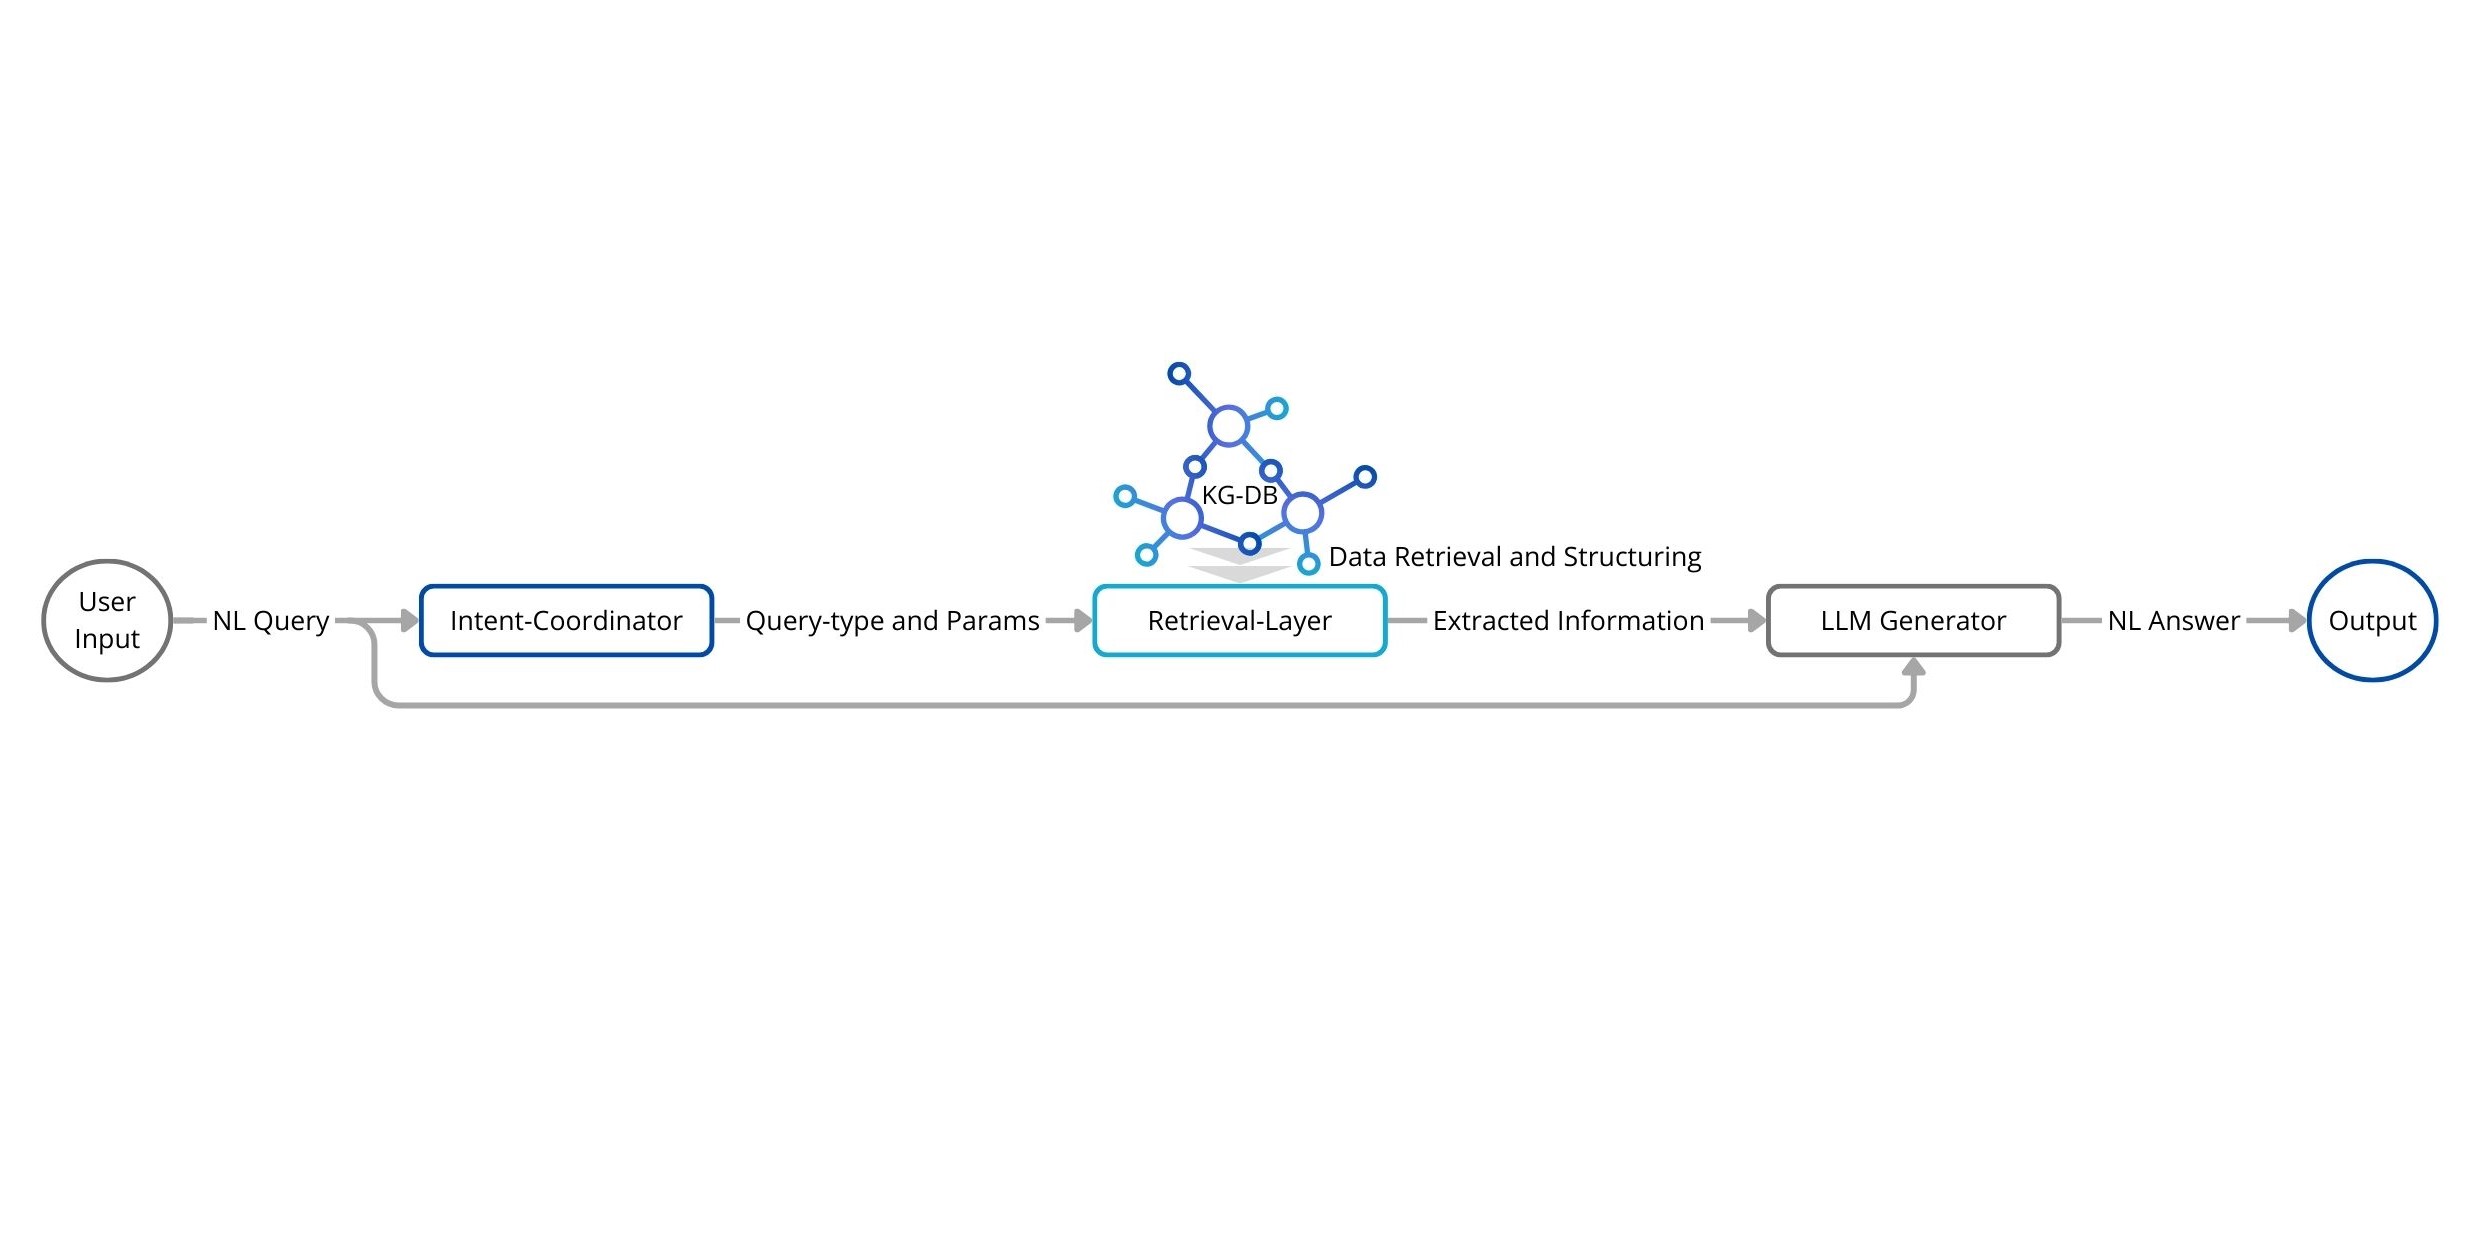 KG-DB
Data Retrieval and Structuring
User
Input
NL Query
Intent-Coordinator
Query-type and Params
Retrieval-Layer
Extracted Information
LLM Generator
NL Answer
Output